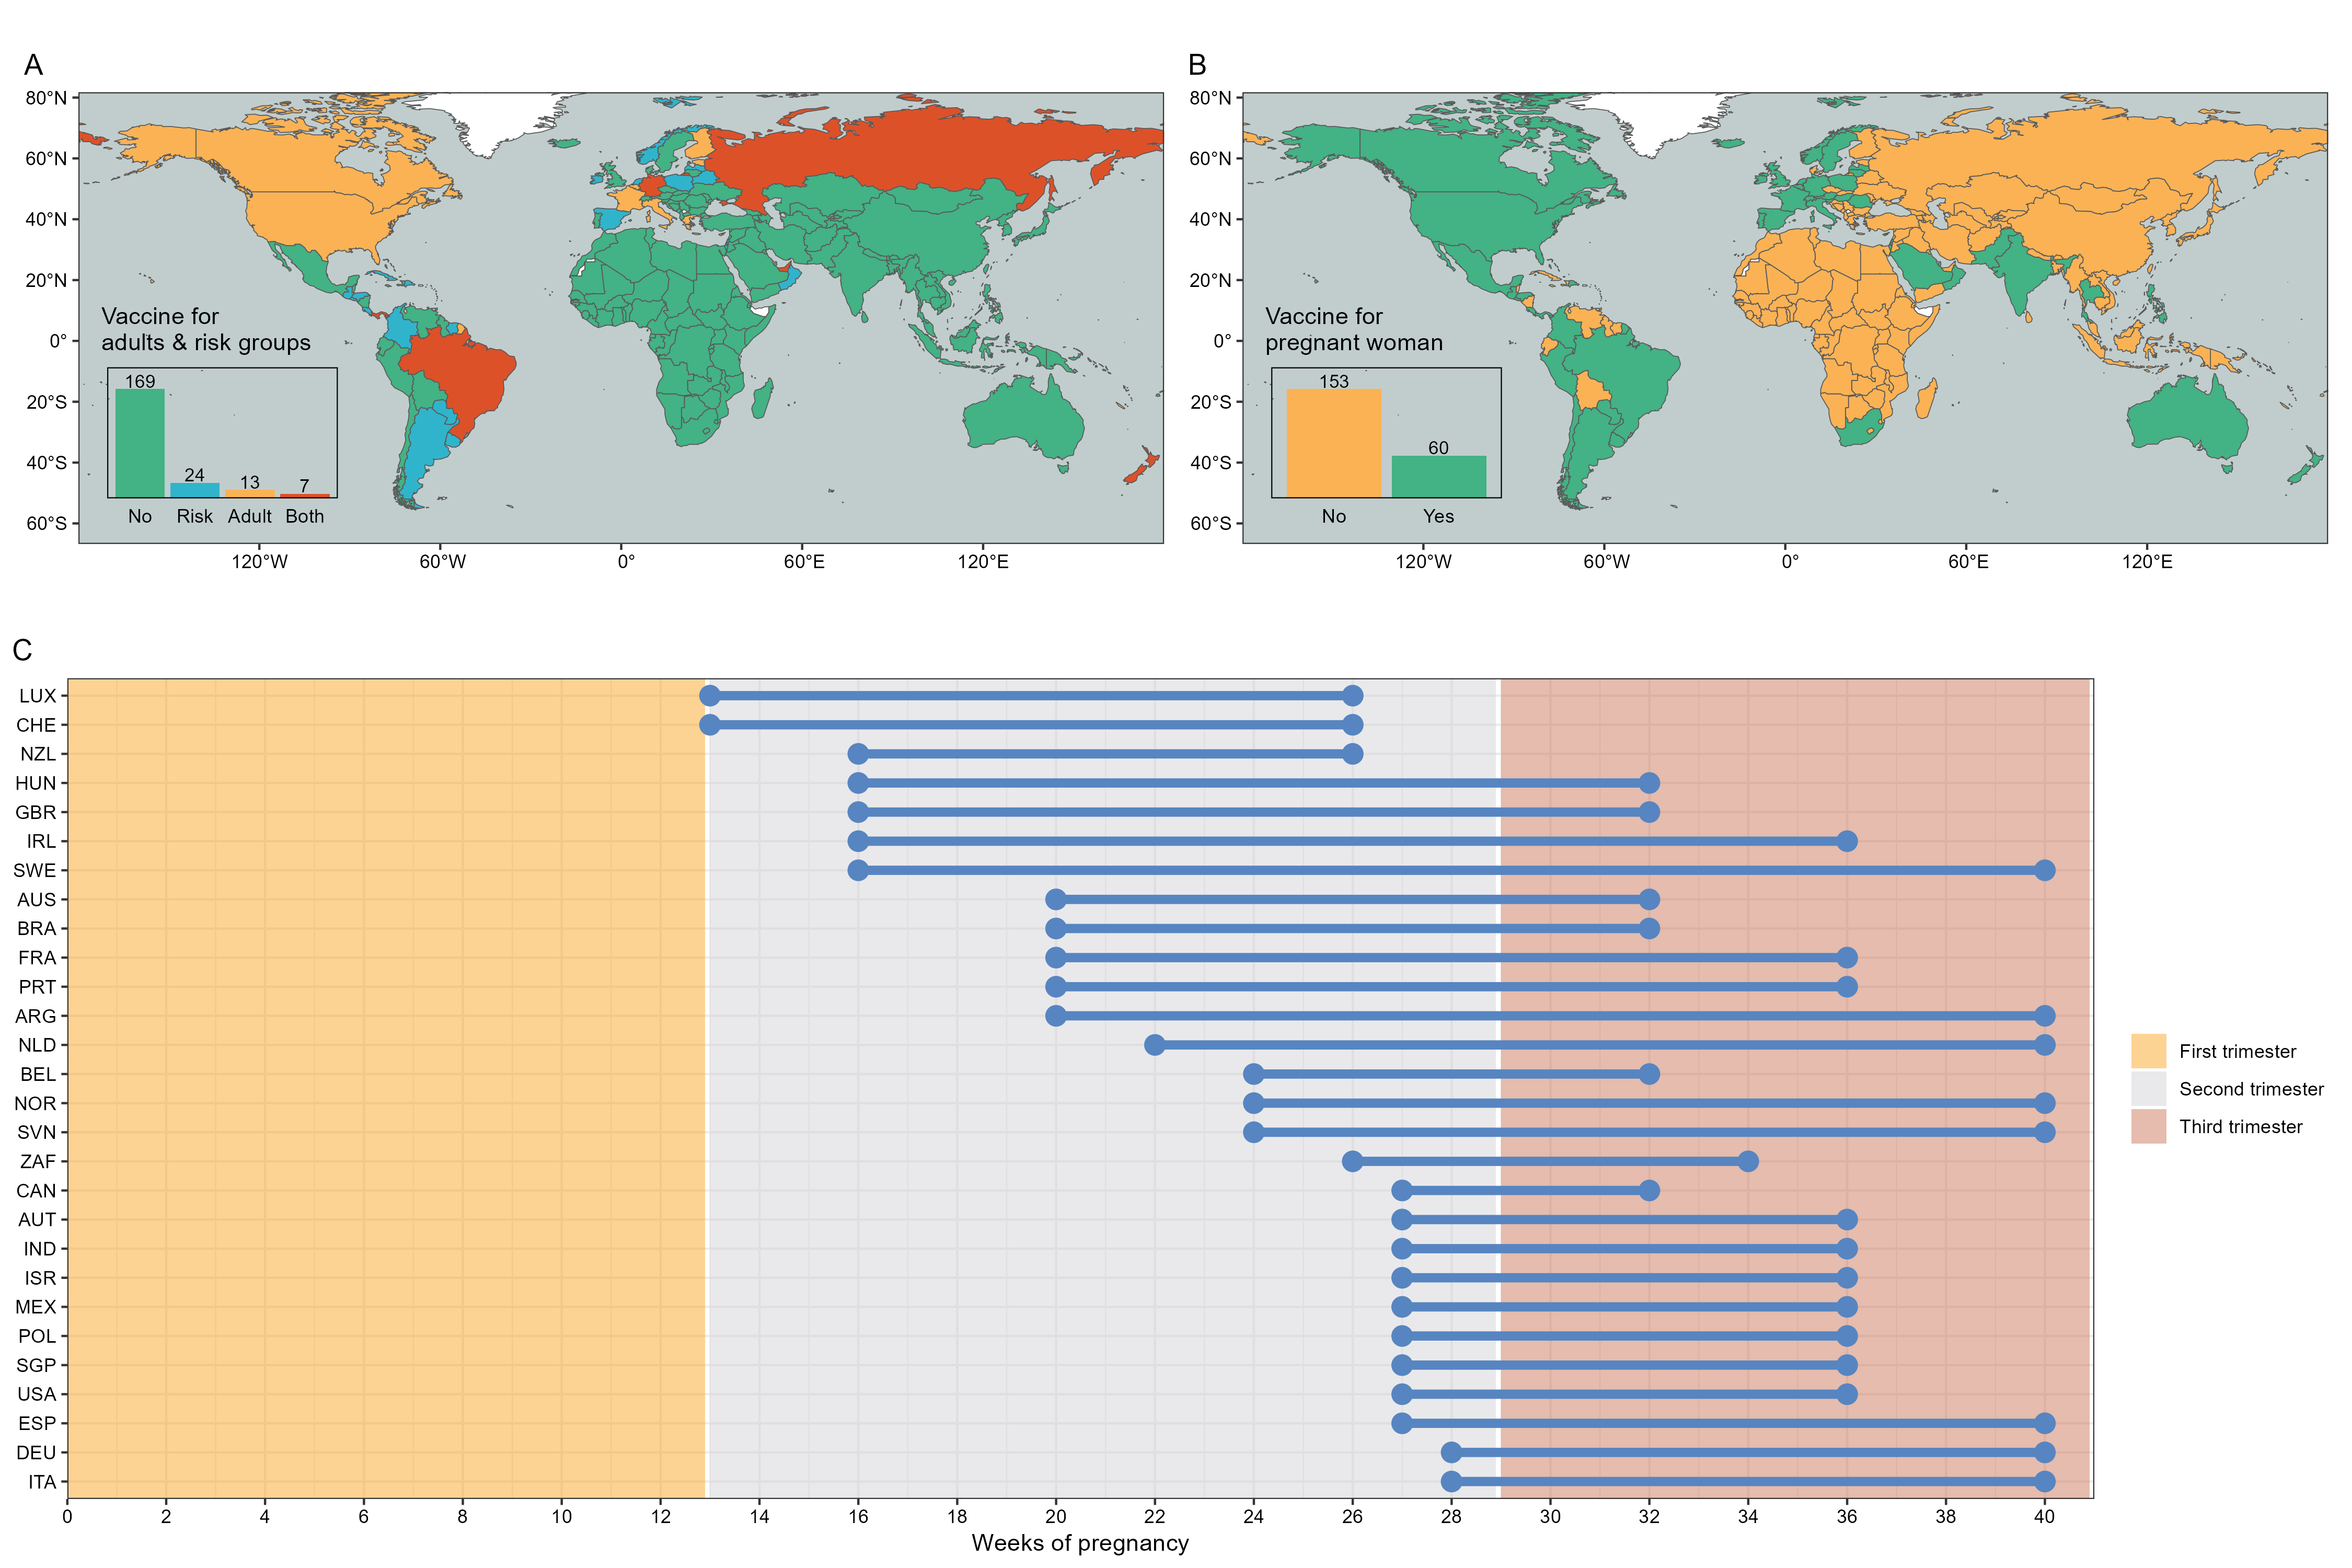 A
80°N
60°N
40°N
20°N
0°
20°S
40°S
60°S
Vaccine for
adults & risk groups
169
24
13
7
No Risk Adult Both
120°W 60°W 0° 60°E 120°E
B
80°N
60°N
40°N
20°N
0°
20°S
40°S
60°S
Vaccine for
pregnant woman
153
60
No Yes
120°W 60°W 0° 60°E 120°E
C
LUX
CHE
NZL
HUN
GBR
IRL
SWE
AUS
BRA
FRA
PRT
ARG
NLD
BEL
NOR
SVN
ZAF
CAN
AUT
IND
ISR
MEX
POL
SGP
USA
ESP
DEU
ITA
0 2 4 6 8 10 12 14 16 18 20 22 24 26 28 30 32 34 36 38 40
Weeks of pregnancy
First trimester
Second trimester
Third trimester